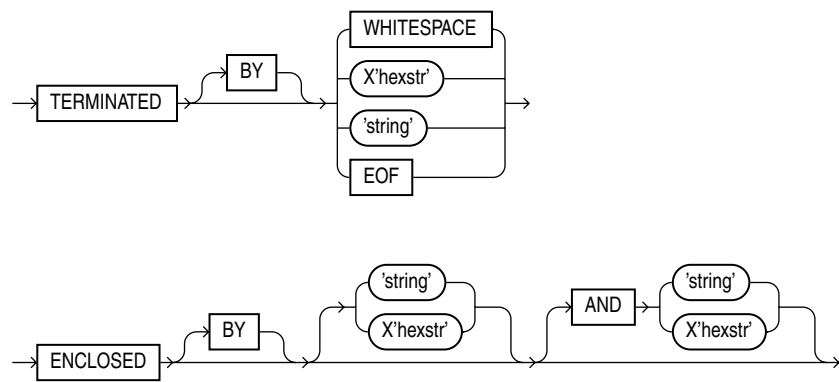 WHITESPACE
BY
X'hexstr'
TERMINATED
'string'
EOF
'string'
'string'
BY
AND
X'hexstr'
X'hexstr'
ENCLOSED